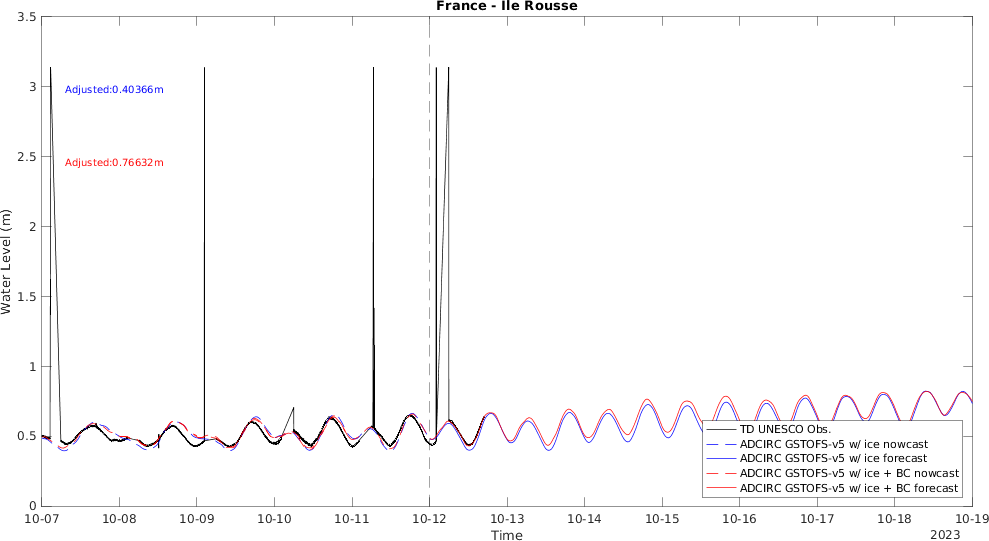 France - Ile Rousse
3.5
3
2.5
2
1.5
1
0.5
0
Water Level (m)
Adjusted:0.40366m
Adjusted:0.76632m
TD UNESCO Obs.
ADCIRC GSTOFS-v5 w/ ice nowcast
ADCIRC GSTOFS-v5 w/ ice forecast
ADCIRC GSTOFS-v5 w/ ice + BC nowcast
ADCIRC GSTOFS-v5 w/ ice + BC forecast
10-07 10-08 10-09 10-10 10-11 10-12 10-13 10-14 10-15 10-16 10-17 10-18 10-19
Time
2023